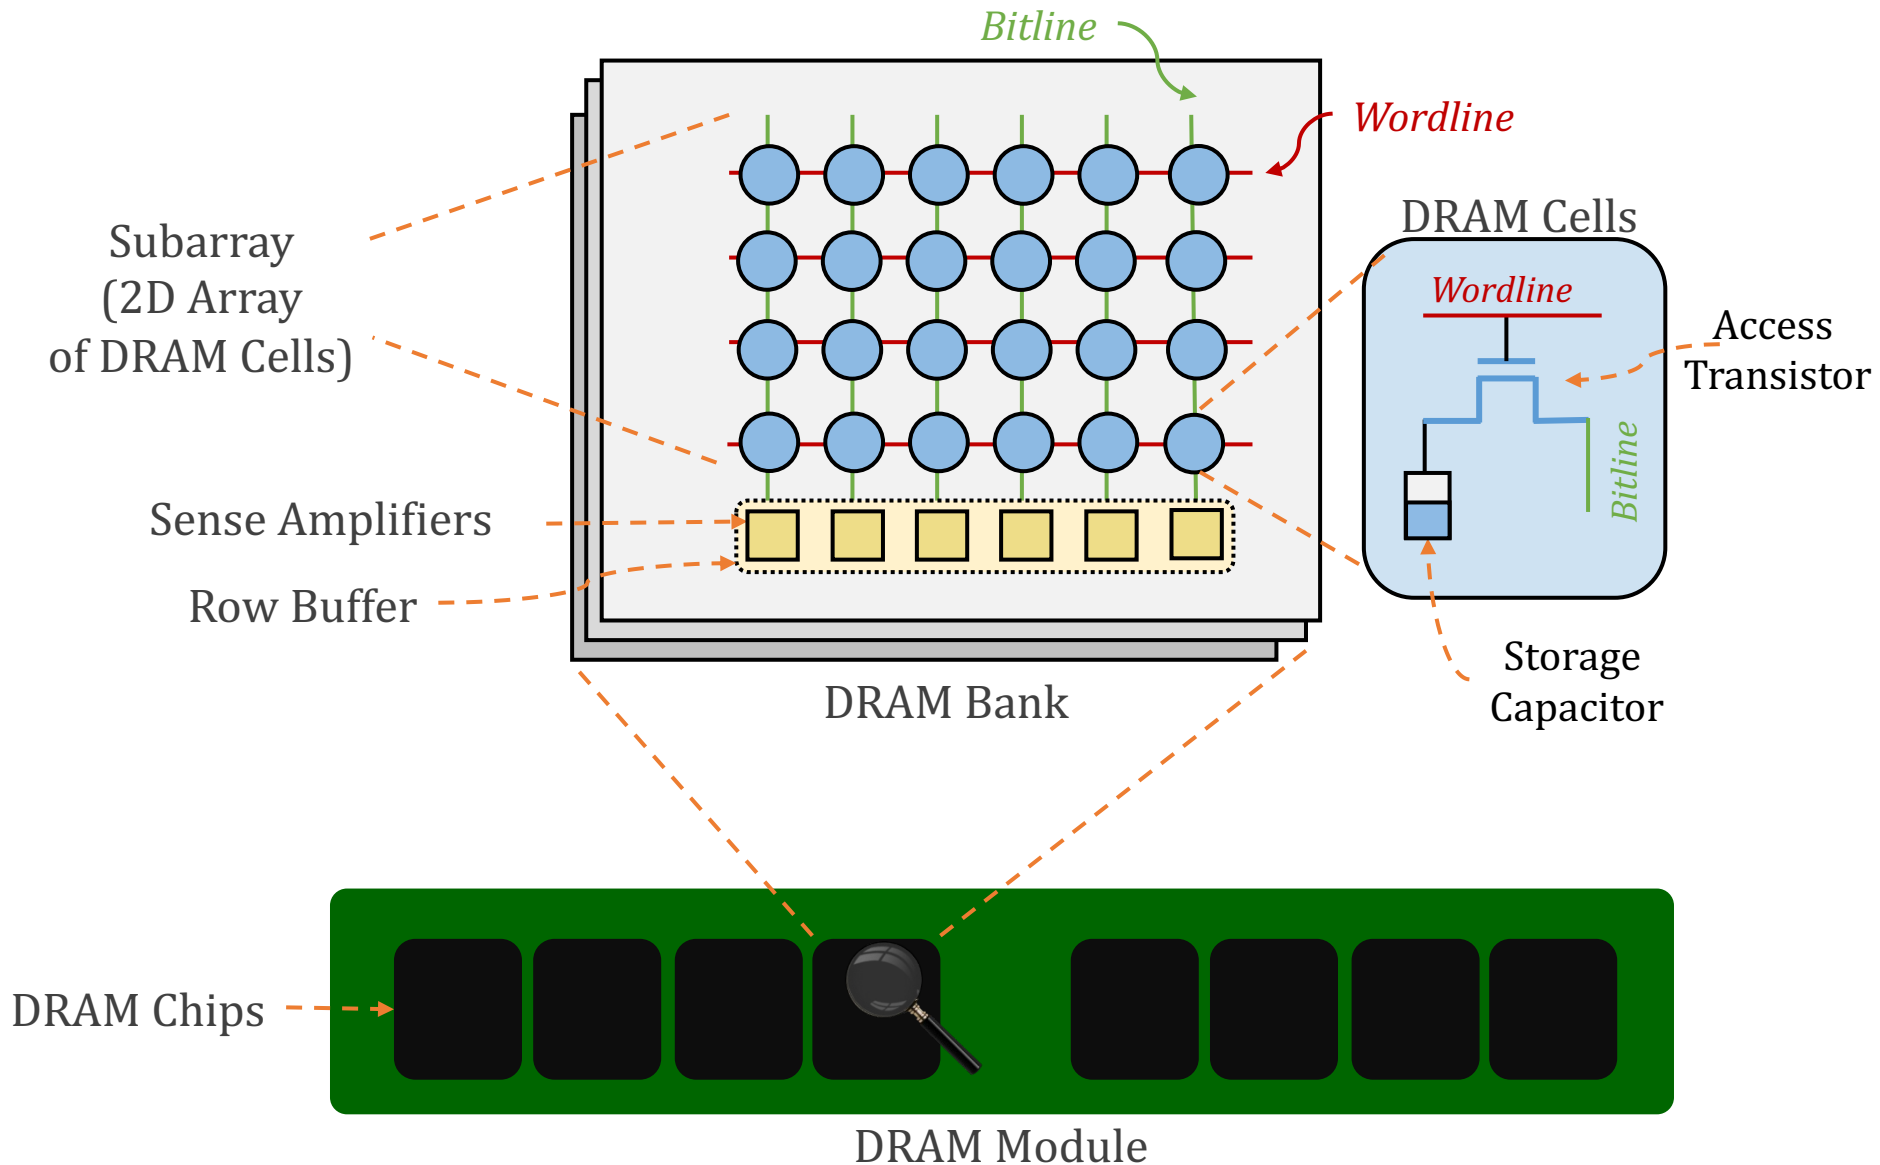 Bitline
Wordline
DRAM Cells
Subarray
(2D Array
of DRAM Cells)
Wordline
Access
Transistor
Bitline
Sense Amplifiers
Row Buffer
Storage
Capacitor
DRAM Bank
DRAM Chips
DRAM Module